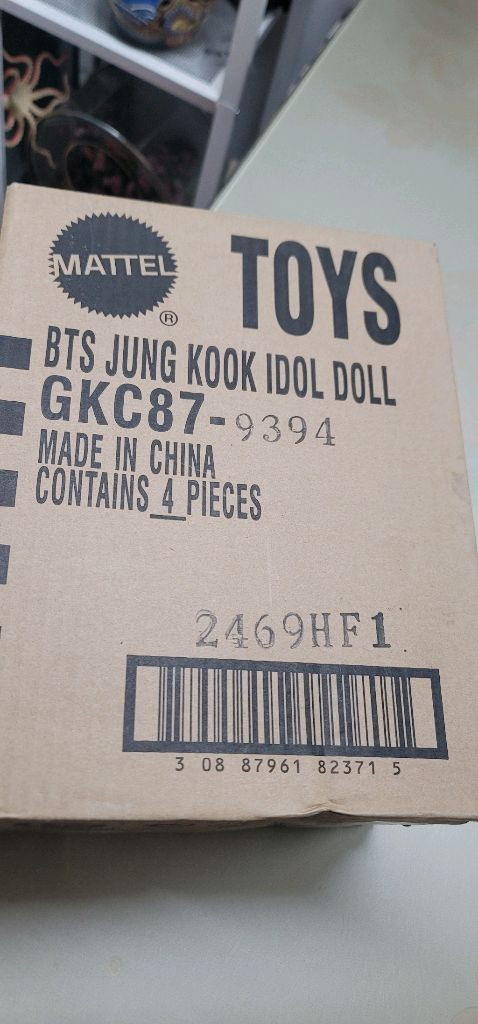 MATTEL
®
TOYS
BTS JUNG KOOK IDOL DOLL
GKC87-9394
MADE IN CHINA
CONTAINS 4 PIECES
2469HF1
3 08 87961 82371 5